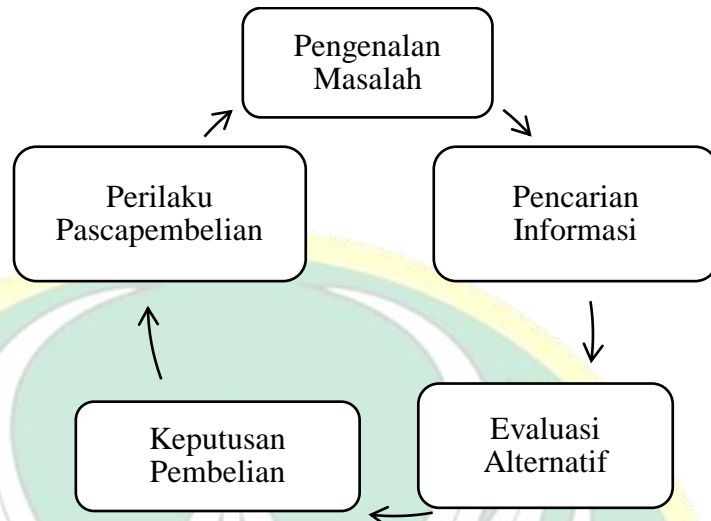 Pengenalan
Masalah
Pencarian
Informasi
Evaluasi
Alternatif
Keputusan
Pembelian
Perilaku
Pascapembelian